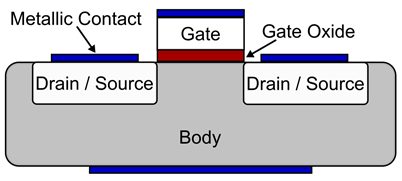 Metallic Contact
Gate
Gate Oxide
Drain / Source
Drain / Source
Body